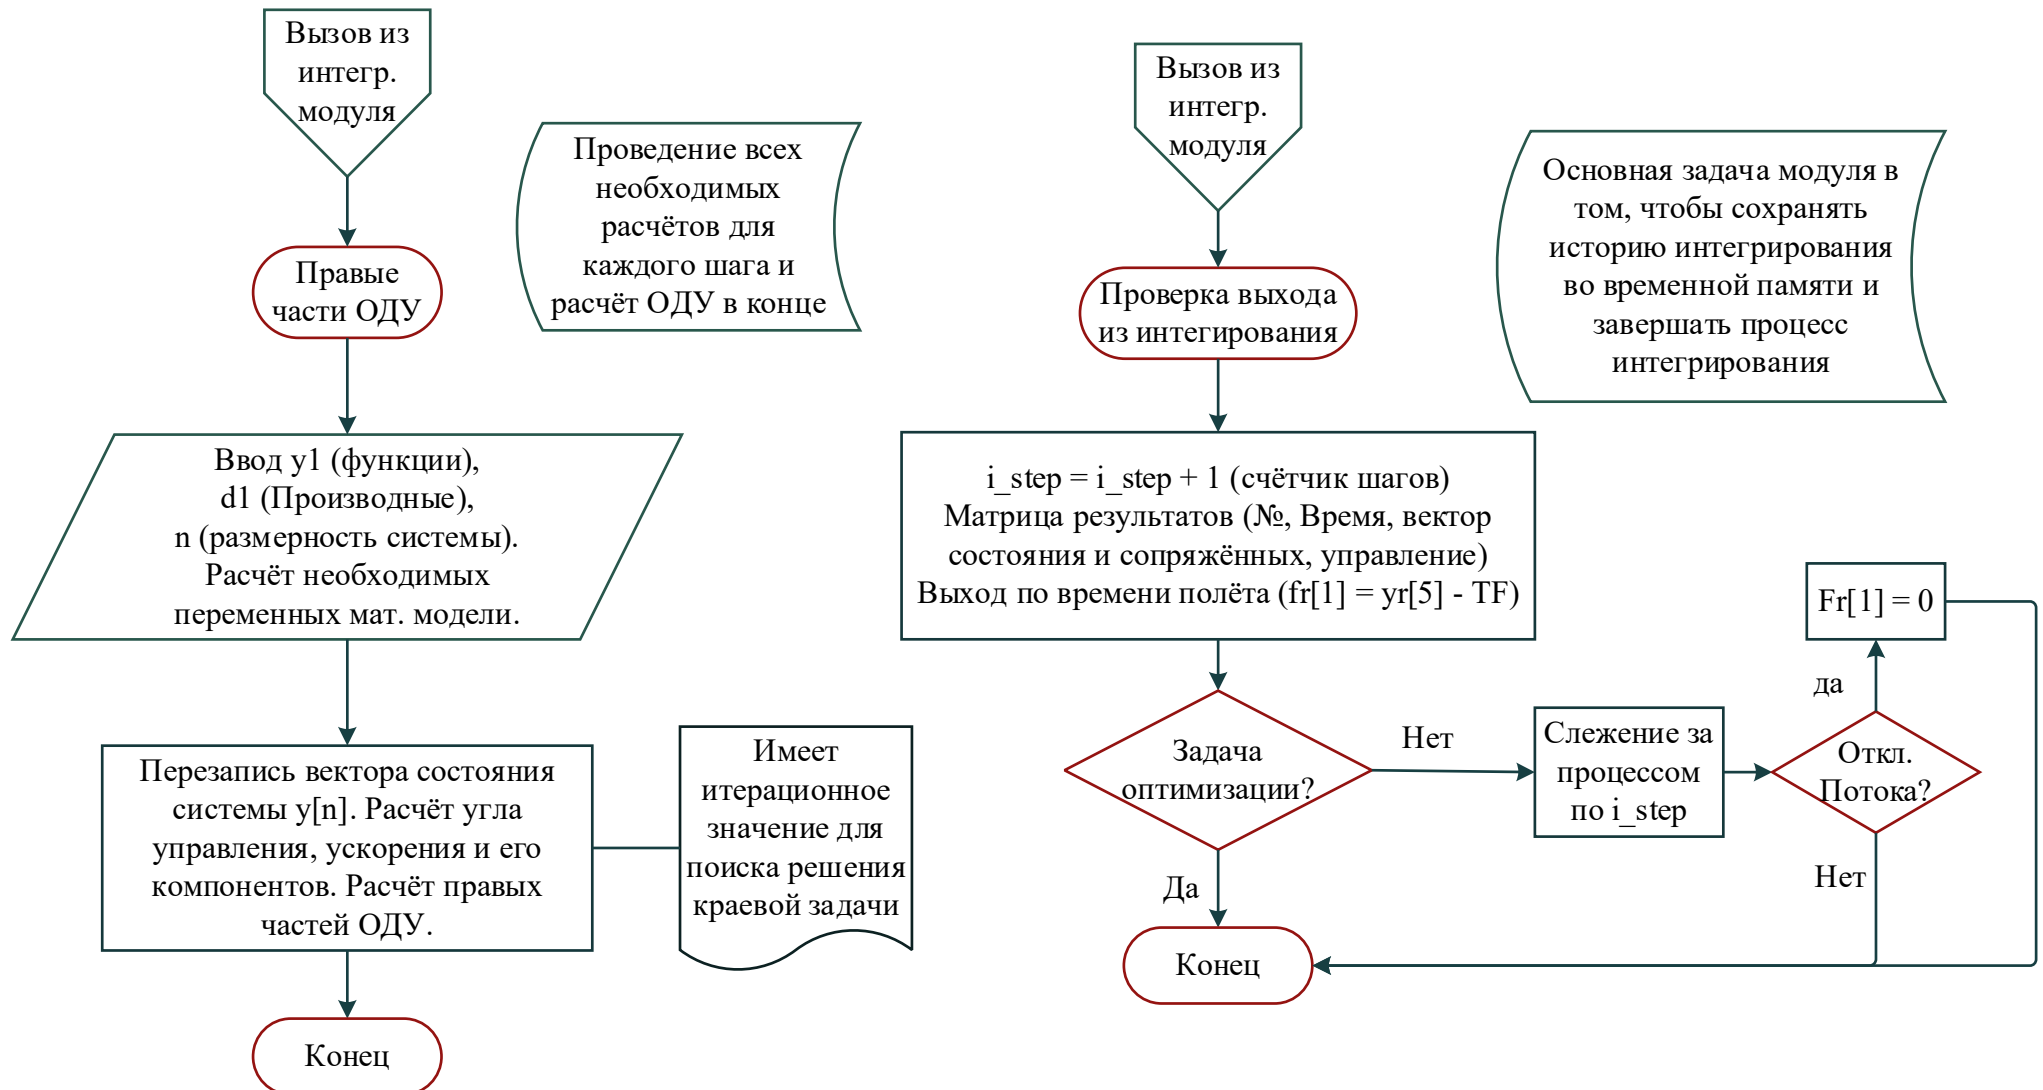 Вызов из
интегр.
модуля
Проведение всех
необходимых
расчётов для
каждого шага и
расчёт ОДУ в конце
Правые
части ОДУ
Ввод y1 (функции),
d1 (Производные),
n (размерность системы).
Расчёт необходимых
переменных мат. модели.
Перезапись вектора состояния
системы y[n]. Расчёт угла
управления, ускорения и его
компонентов. Расчёт правых
частей ОДУ.
Имеет
итерационное
значение для
поиска решения
краевой задачи
Конец
Вызов из
интегр.
модуля
Основная задача модуля в
том, чтобы сохранять
историю интегрирования
во временной памяти и
завершать процесс
интегрирования
Проверка выхода
из интегирования
i_step = i_step + 1 (счётчик шагов)
Матрица результатов (№, Время, вектор
состояния и сопряжённых, управление)
Выход по времени полёта (fr[1] = yr[5] - TF)
Задача
оптимизации?
Нет
Слежение за
процессом
по i_step
Откл.
Потока?
да
Fr[1] = 0
Нет
Да
Конец